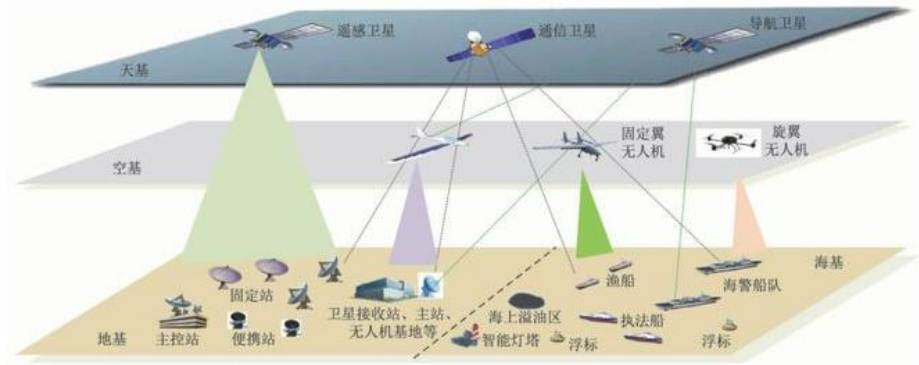 遥感卫星
通信卫星
导航卫星
天基
固定翼
无人机
旋翼
无人机
空基
海基
渔船
海警船队
固定站
卫星接收站、主站、
无人机基地等
海上溢油区
执法船
地基
主控站
便携站
智能灯塔
浮标
浮标